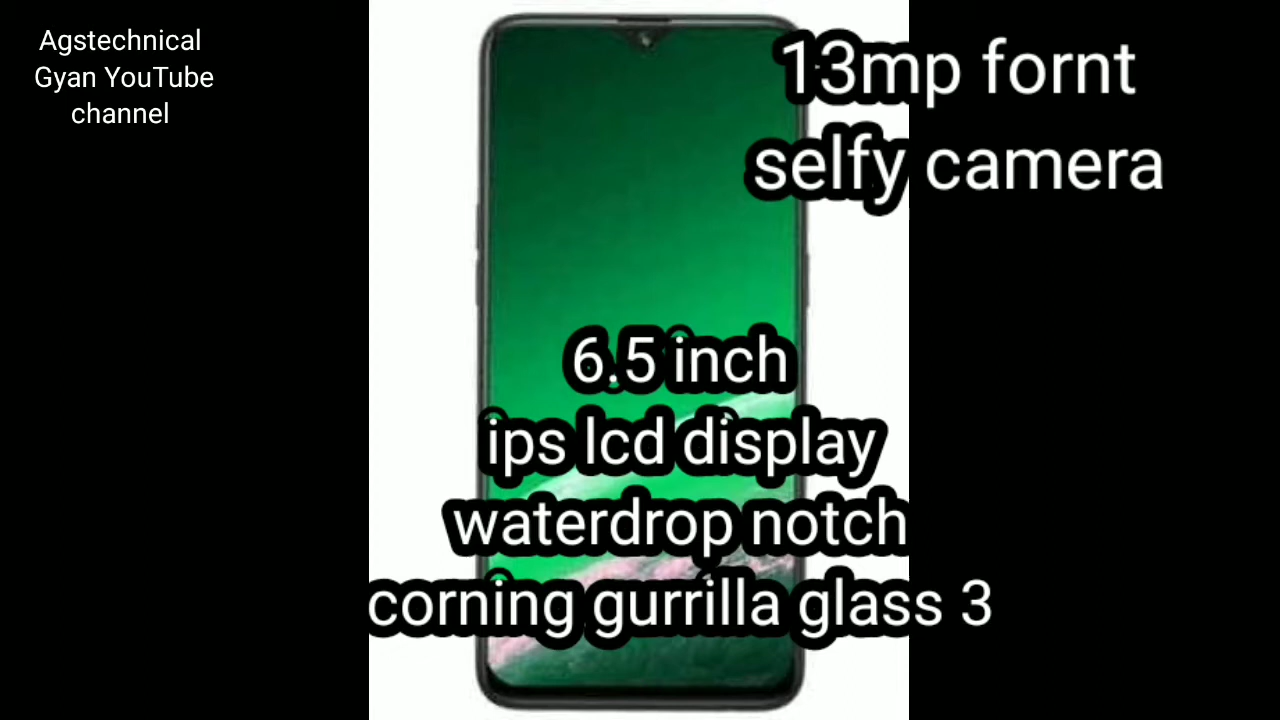 Agstechnical
Gyan YouTube
channel
13mp fornt
selfy camera
6.5 inch
ips lcd display
waterdrop notch
corning gurrilla glass 3